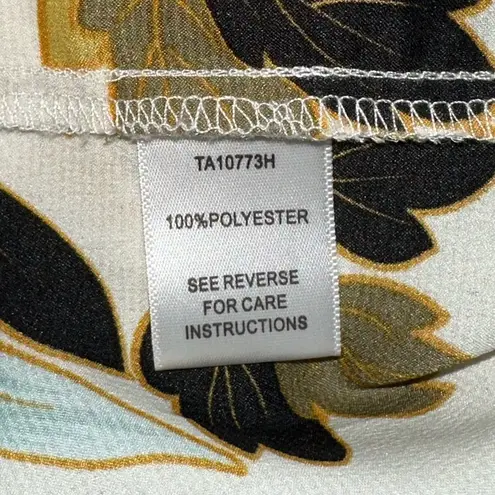 TA10773H
100%POLYESTER
SEE REVERSE
FOR CARE
INSTRUCTIONS